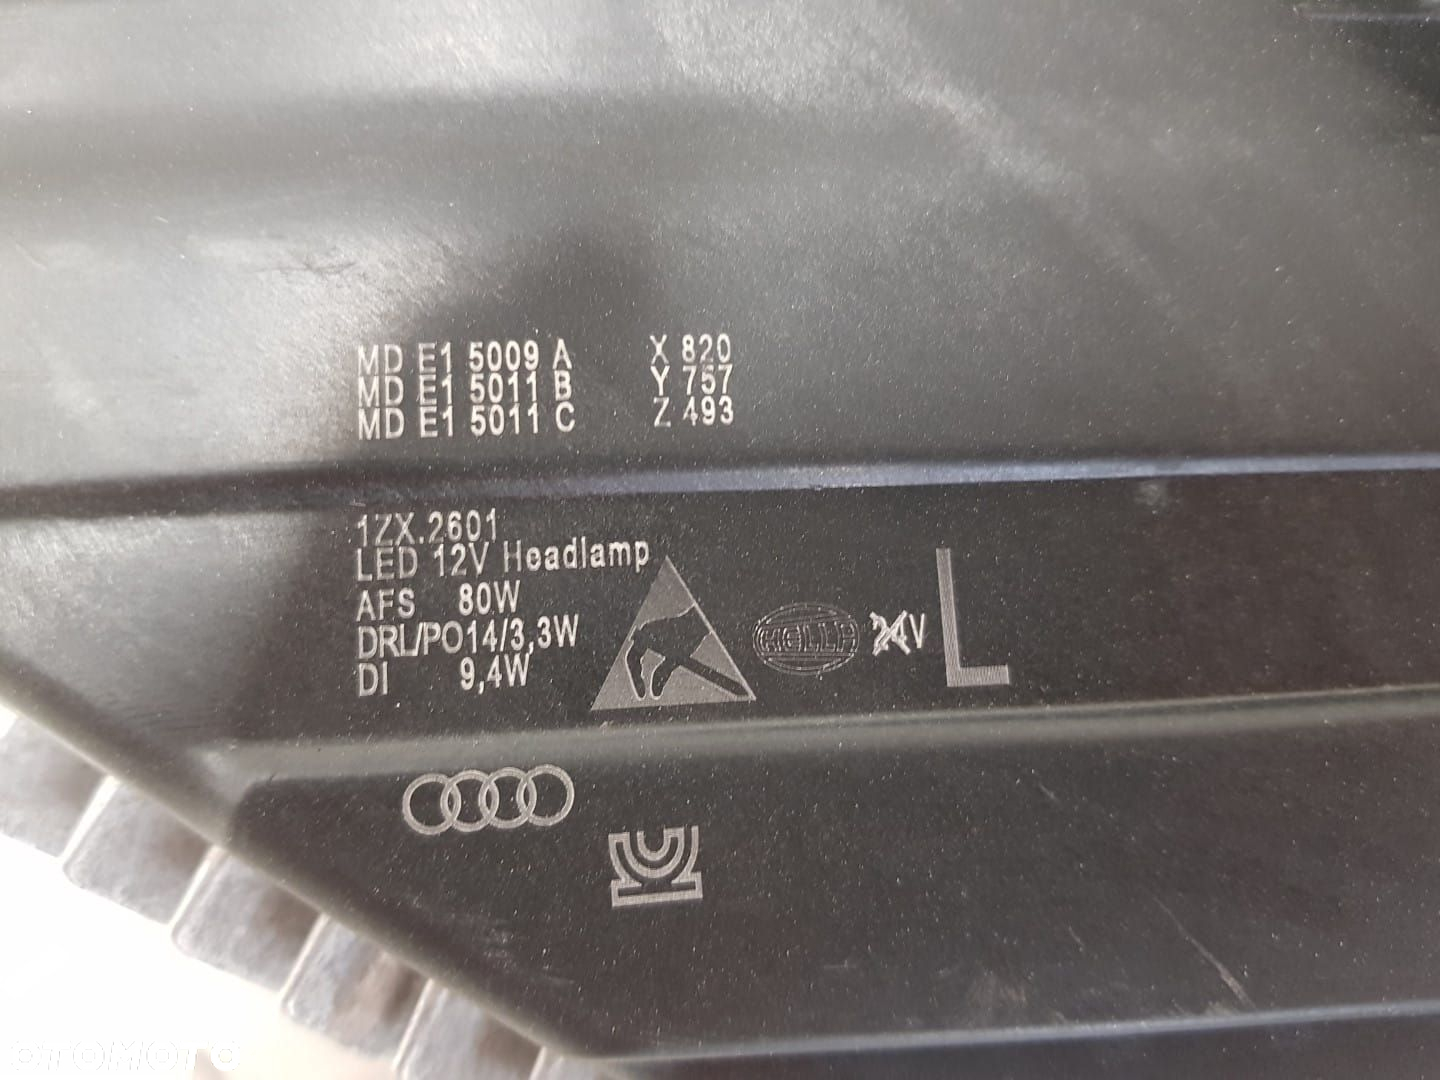 MD E1 5009 A X 820
MD E1 5011 B Y 757
MD E1 5011 C Z 493
1ZX.2601
LED 12V Headlamp
AFS 80W
DRL/PO14/3,3W
DI 9,4W
HELLA
24V
L
OTOMOTO